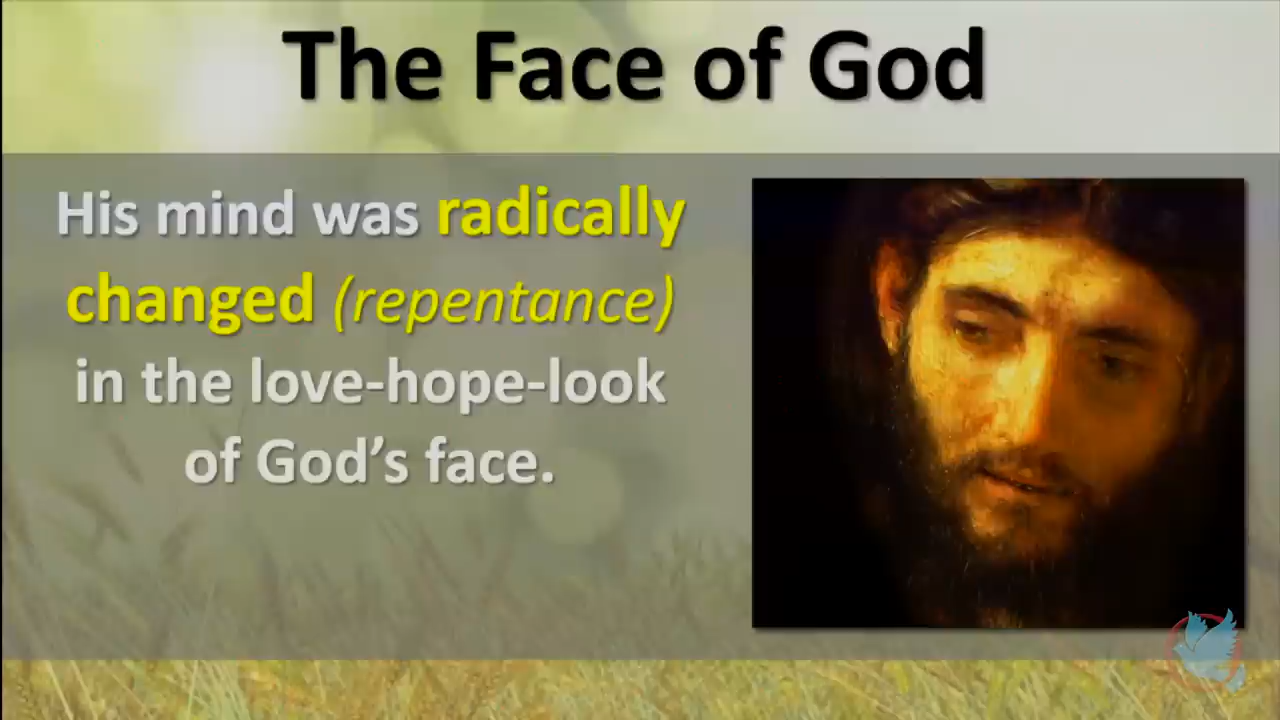 The Face of God
His mind was radically
changed (repentance)
in the love-hope-look
of God’s face.